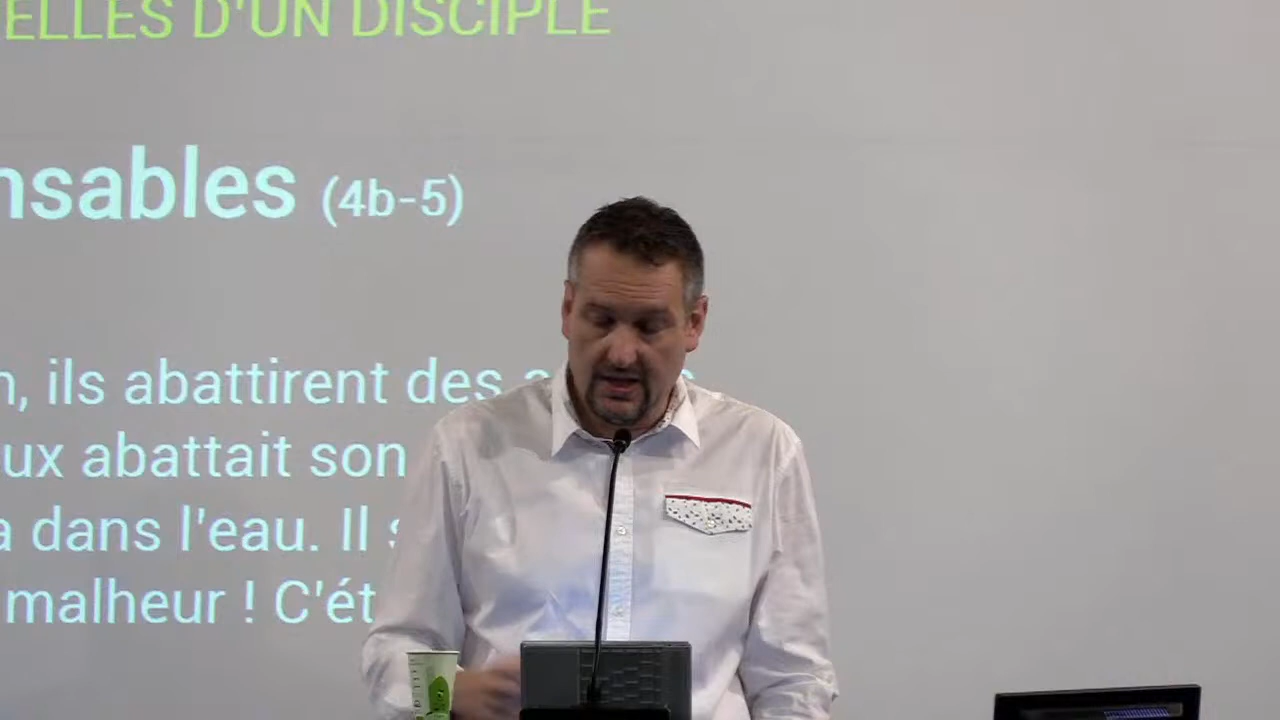 ELLES D'UN DISCIPLE
nsables (4b-5)
n, ils abattirent des
ux abattait son
a dans l'eau. Il
malheur ! C'ét